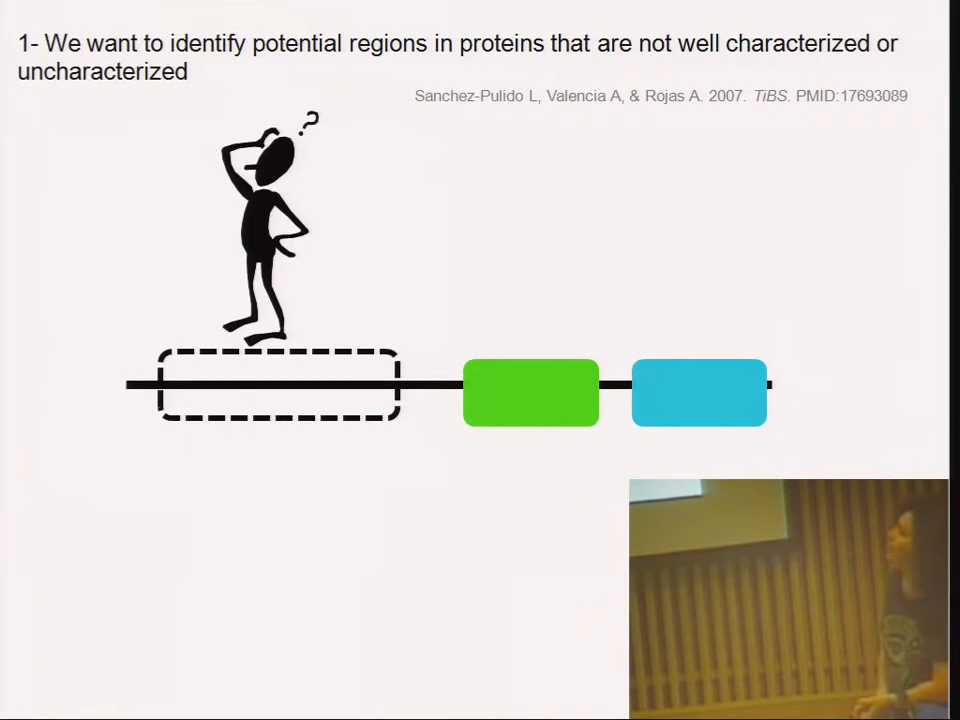 1- We want to identify potential regions in proteins that are not well characterized or
uncharacterized
Sanchez-Pulido L, Valencia A, & Rojas A. 2007. TiBS. PMID:17693089
?